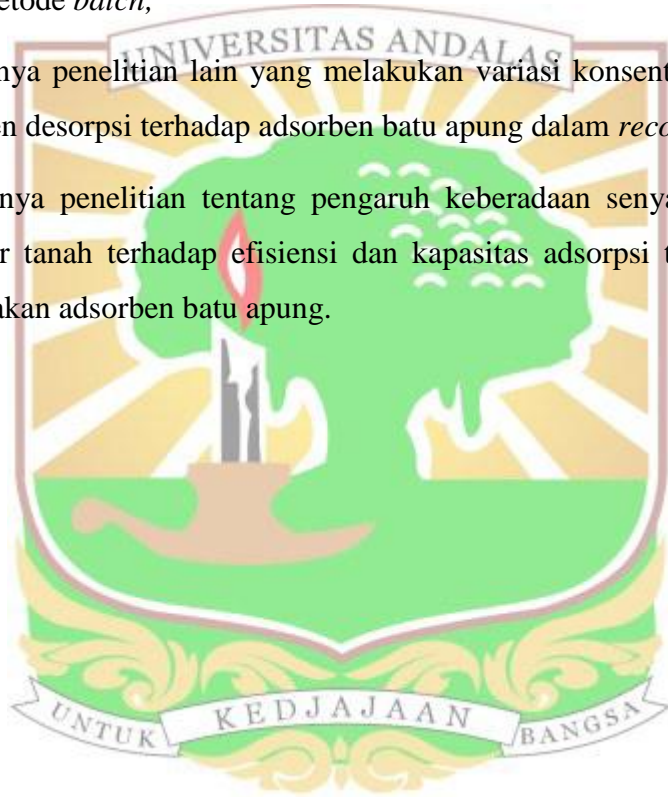 etode batch,
UNIVERSITAS ANDALAS
nya penelitian lain yang melakukan variasi konsent
en desorpsi terhadap adsorben batu apung dalam reco
nya penelitian tentang pengaruh keberadaan senya
r tanah terhadap efisiensi dan kapasitas adsorpsi t
akan adsorben batu apung.
UNTUK KEDJAJAAN BANGSA